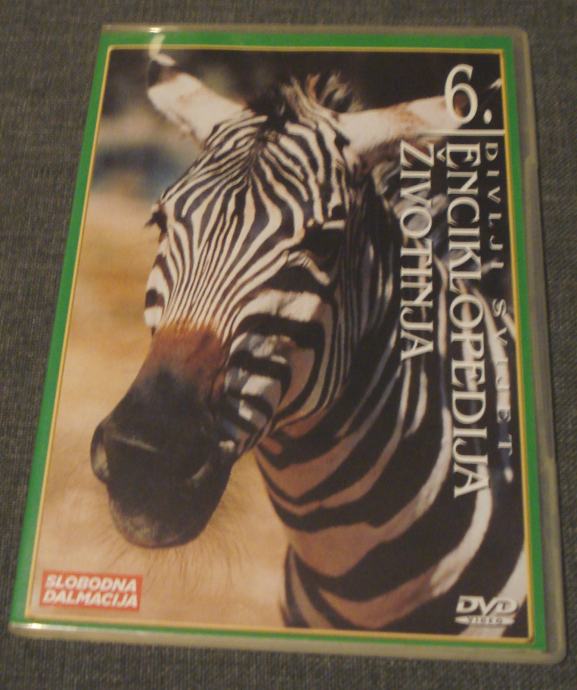 6.
DIVLJI SVIJET
ENCIKLOPEDIJA
ŽIVOTINJA
SLOBODNA
DALMACIJA
DVD
VIDEO